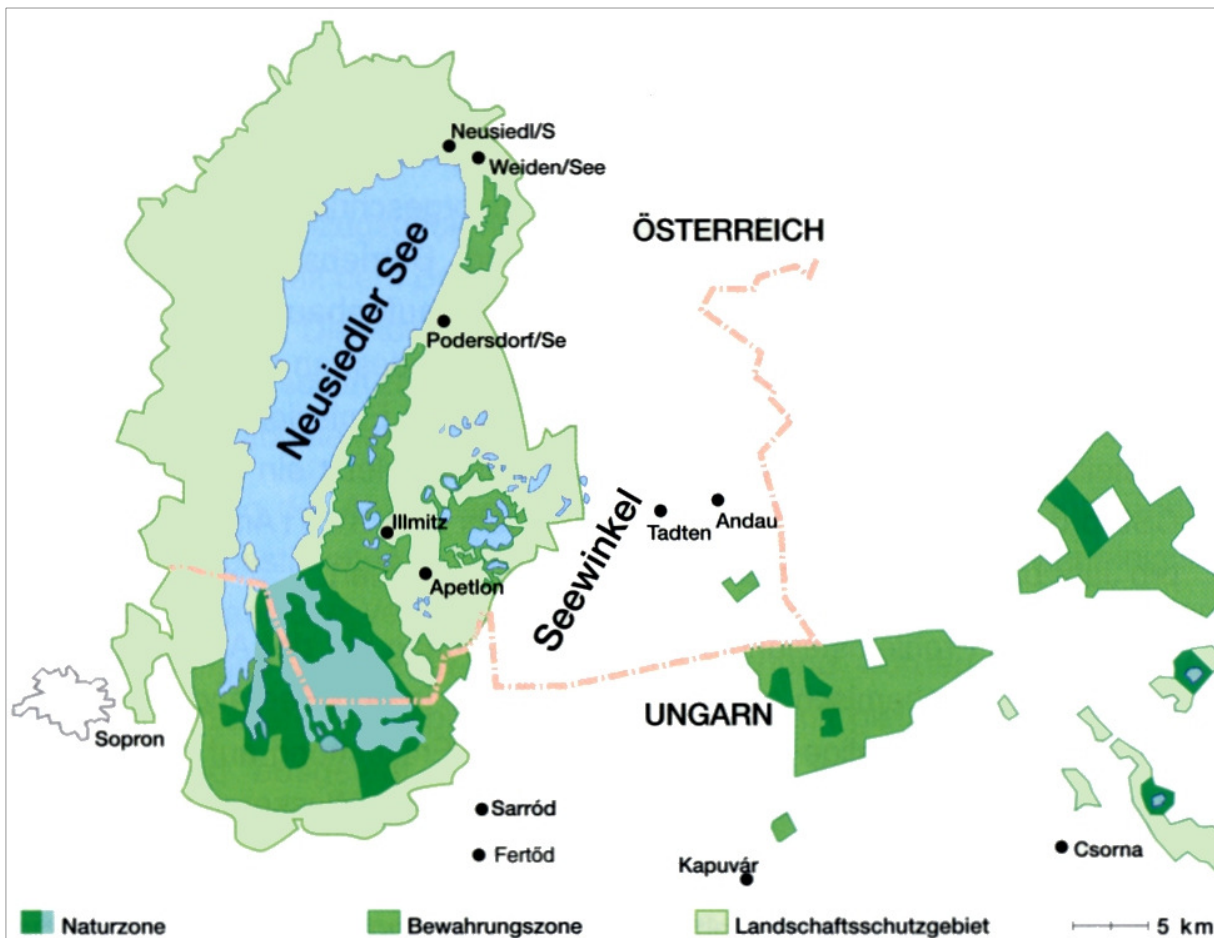 Neusiedl/S
Weiden/See
ÖSTERREICH
Neusiedler See
Podersdorf/Se
Illmitz
Tadten
Andau
Apetlon
Seewinkel
UNGARN
Sopron
Sarród
Fertőd
Kapuvár
Csorna
Naturzone
Bewahrungszone
Landschaftsschutzgebiet
5 km